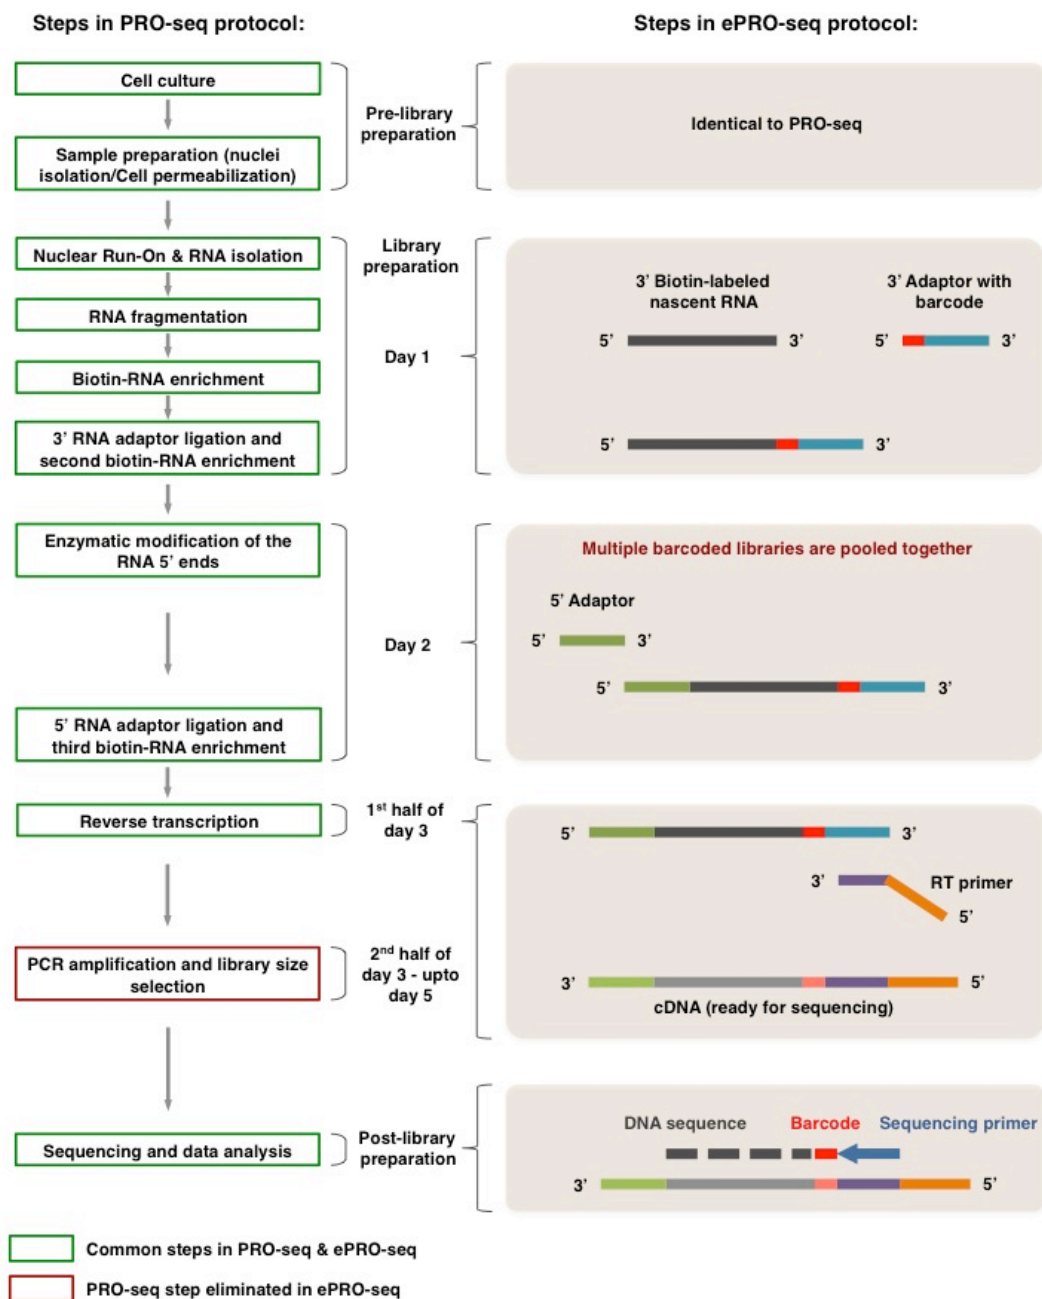 Steps in PRO-seq protocol:
Steps in ePRO-seq protocol:
Cell culture
Sample preparation (nuclei
isolation/Cell permeabilization)
Pre-library
preparation
Identical to PRO-seq
Nuclear Run-On & RNA isolation
RNA fragmentation
Biotin-RNA enrichment
3’ RNA adaptor ligation and
second biotin-RNA enrichment
Library
preparation
Day 1
3’ Biotin-labeled
nascent RNA
3’ Adaptor with
barcode
5’ 3’
5’ 3’
5’ 3’
Enzymatic modification of the
RNA 5’ ends
5’ RNA adaptor ligation and
third biotin-RNA enrichment
Day 2
Multiple barcoded libraries are pooled together
5’ Adaptor
5’ 3’
5’ 3’
Reverse transcription
1st half of
day 3
PCR amplification and library size
selection
2nd half of
day 3 - upto
day 5
5’ 3’
3’ RT primer
5’
3’ 5’
cDNA (ready for sequencing)
Sequencing and data analysis
Post-library
preparation
DNA sequence Barcode Sequencing primer
3’ 5’
Common steps in PRO-seq & ePRO-seq
PRO-seq step eliminated in ePRO-seq